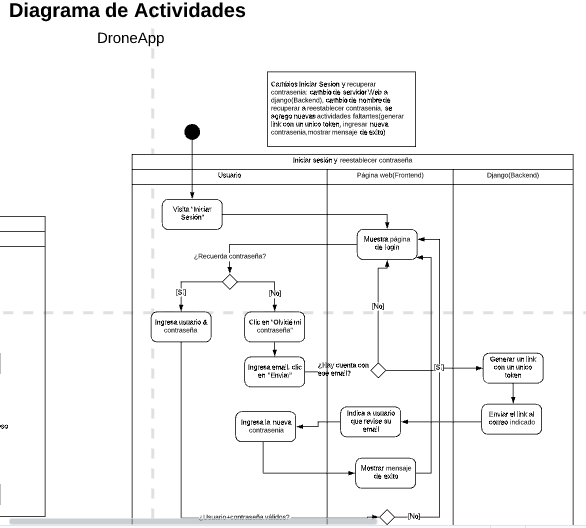 Diagrama de Actividades
DroneApp
Cambios Iniciar Sesion y recuperar
contrasenia: cambio de servidor Web a
django(Backend), cambio de nombre de
recuperar a reestablecer contraseña, se
agrego nuevas actividades faltantes(generar
link con un unico token, ingresar nueva
contrasenia,mostrar mensaje de exito)
Iniciar sesión y reestablecer contraseña
Usuario
Página web(Frontend)
Django(Backend)
Visita "Iniciar
Sesión"
Muestra página
de login
¿Recuerda contraseña?
[Si]
[No]
[No]
Ingresa usuario &
contraseña
Clic en "Olvidé mi
contraseña"
Ingresa email, clic
en "Enviar"
¿Hay cuenta con
ese email?
[Si]
Generar un link
con un unico
token
Enviar el link al
correo indicado
Indica a usuario
que revise su
email
Ingresa la nueva
contrasenia
Mostrar mensaje
de exito
¿Usuario+contraseña válidos?
[No]